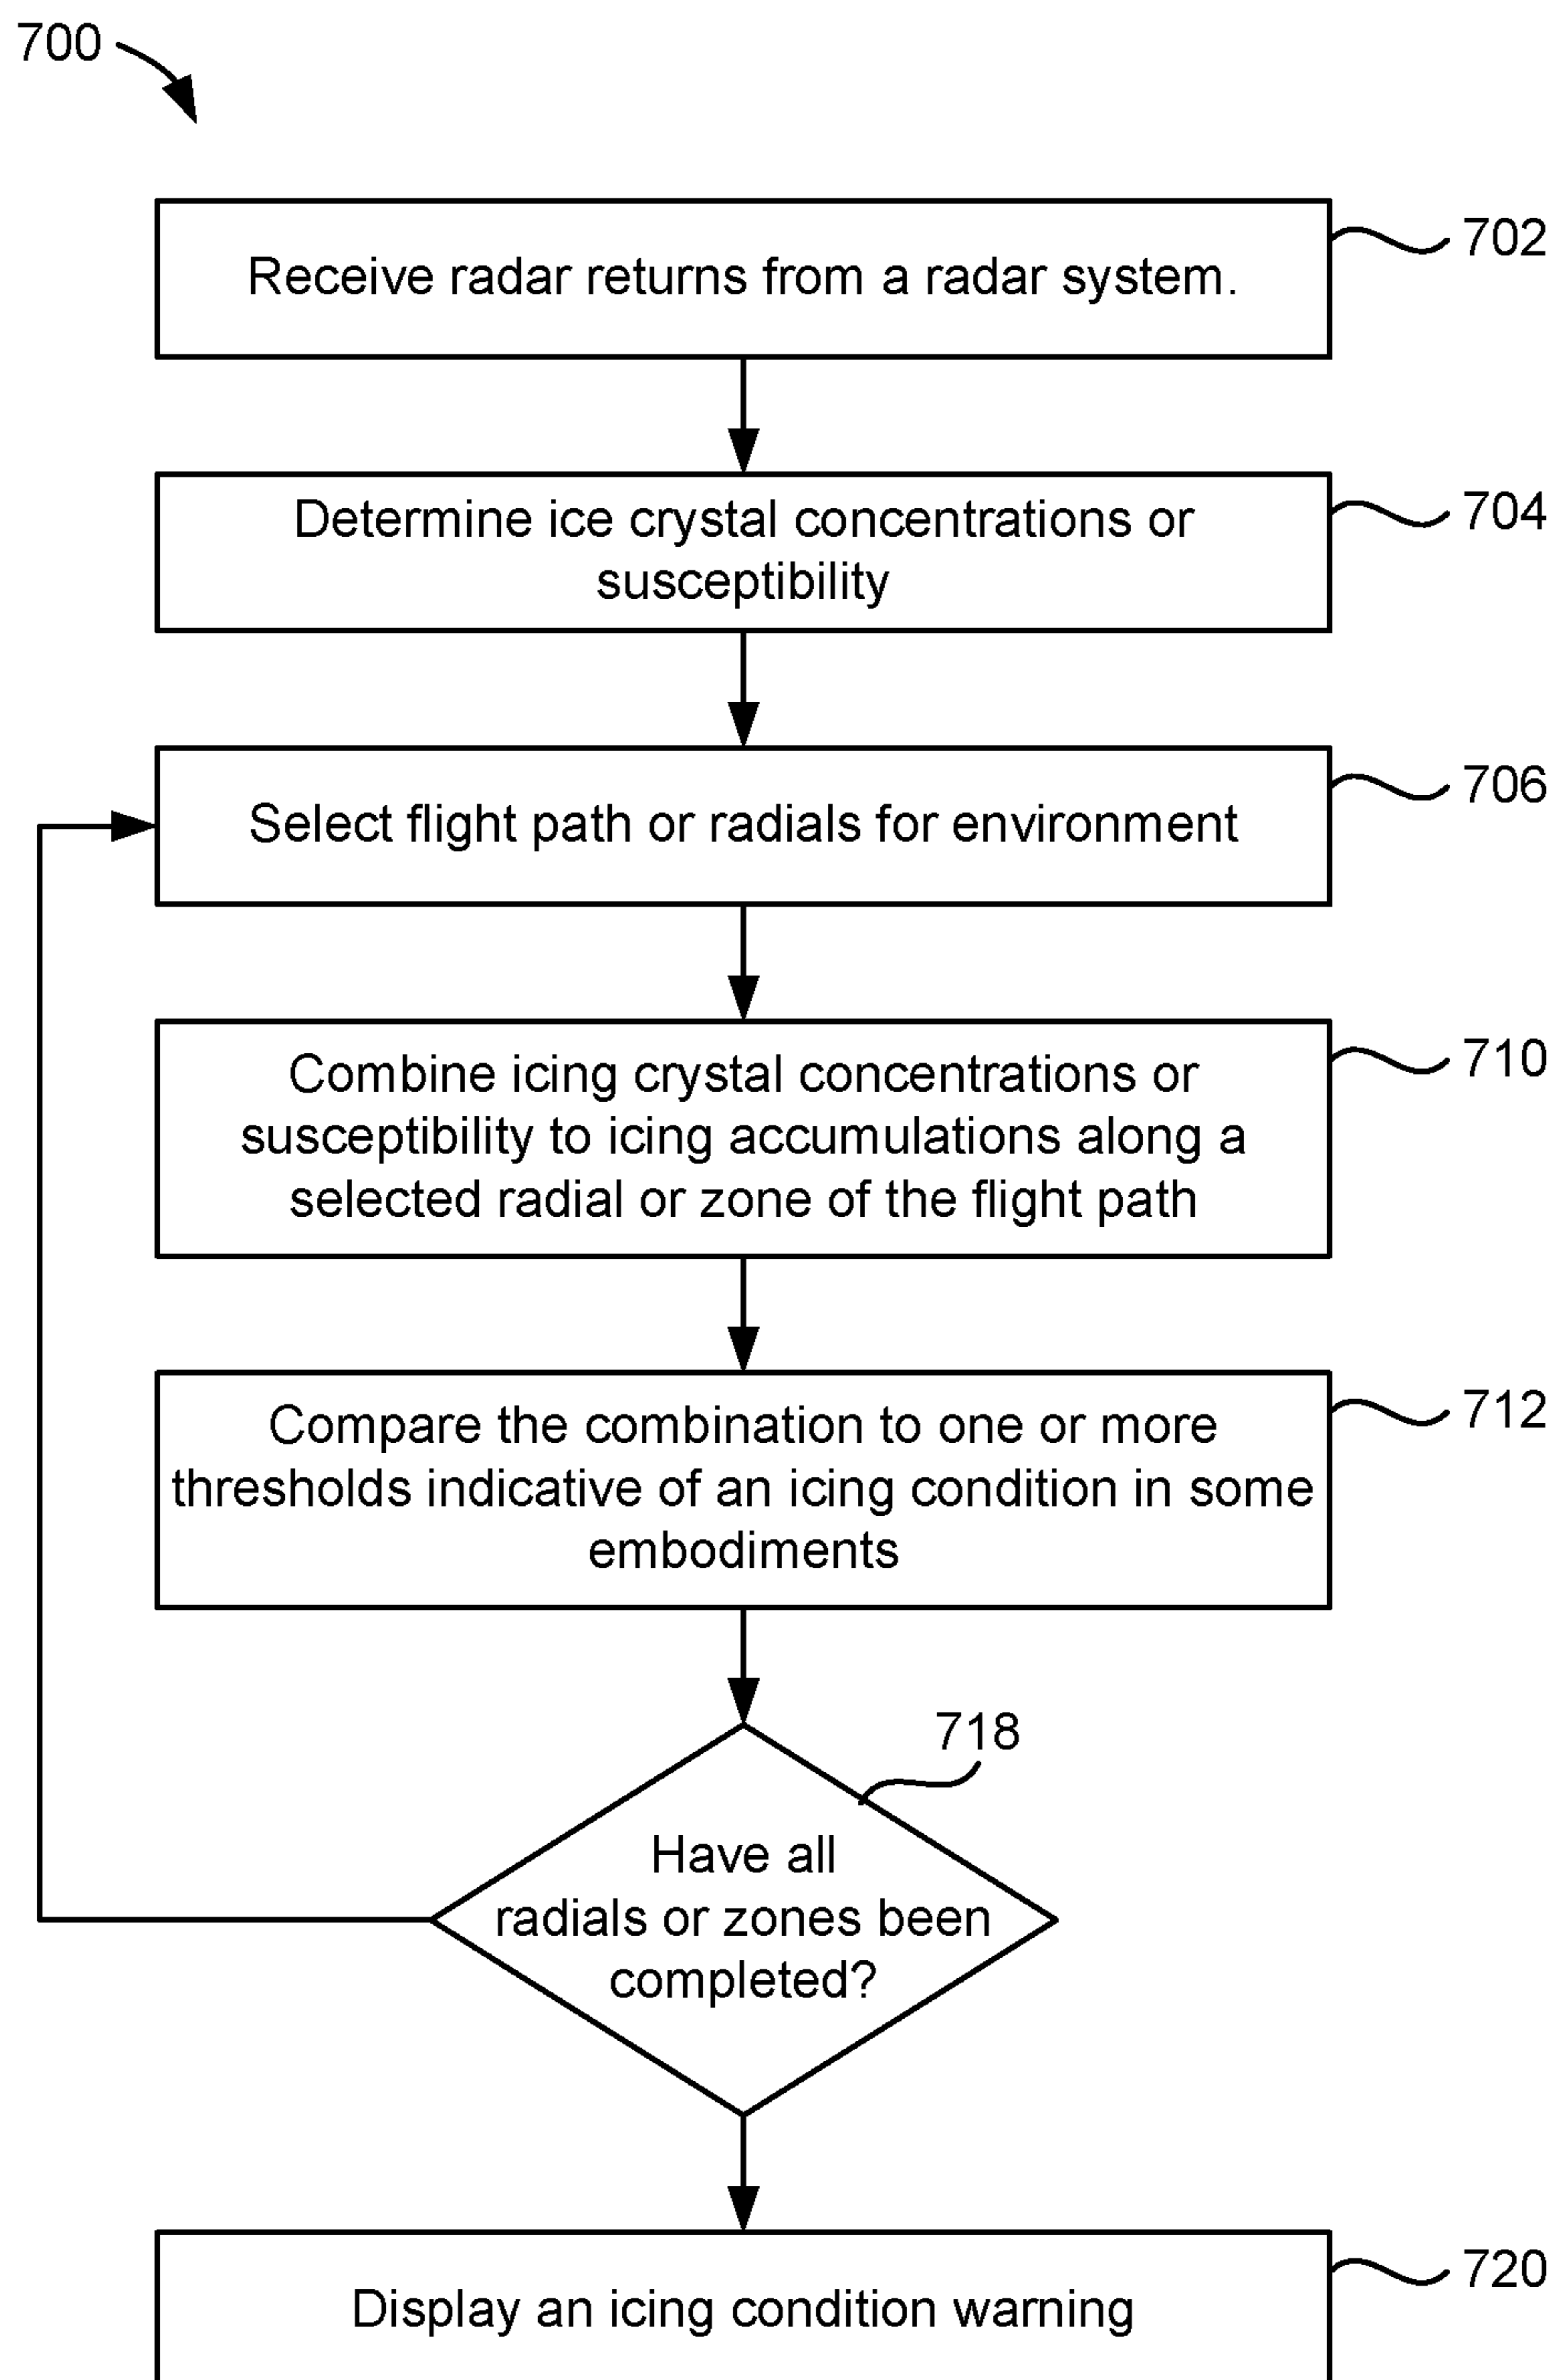 700
Receive radar returns from a radar system.
702
Determine ice crystal concentrations or
susceptibility
704
Select flight path or radials for environment
706
Combine icing crystal concentrations or
susceptibility to icing accumulations along a
selected radial or zone of the flight path
710
Compare the combination to one or more
thresholds indicative of an icing condition in some
embodiments
712
718
Have all
radials or zones been
completed?
Display an icing condition warning
720